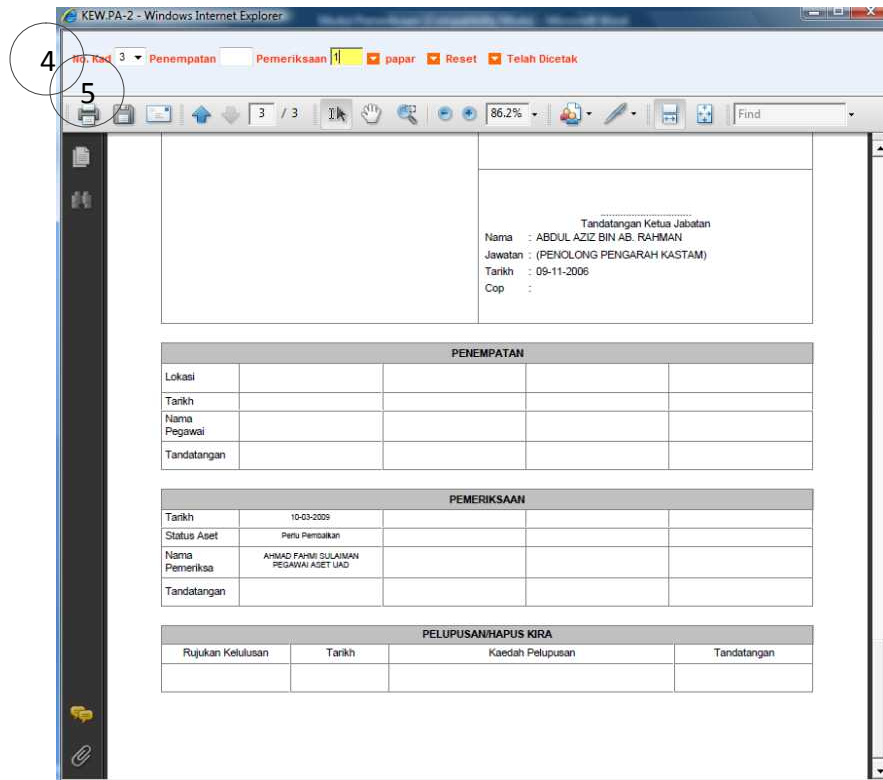 KEW.PA-2 - Windows Internet Explorer
4
No. Kad 3 Penempatan Pemeriksaan 1 papar Reset Telah Dicetak
5
3 / 3 86.2% Find
Tandatangan Ketua Jabatan
Nama : ABDUL AZIZ BIN AB. RAHMAN
Jawatan : (PENOLONG PENGARAH KASTAM)
Tarikh : 09-11-2006
Cop :
PENEMPATAN
Lokasi
Tarikh
Nama
Pegawai
Tandatangan
PEMERIKSAAN
Tarikh 10-03-2009
Status Aset Perlu Pembaikan
Nama AHMAD FAHMI SULAIMAN
Pemeriksa PEGAWAI ASET UAD
Tandatangan
PELUPUSAN/HAPUS KIRA
Rujukan Kelulusan Tarikh Kaedah Pelupusan Tandatangan